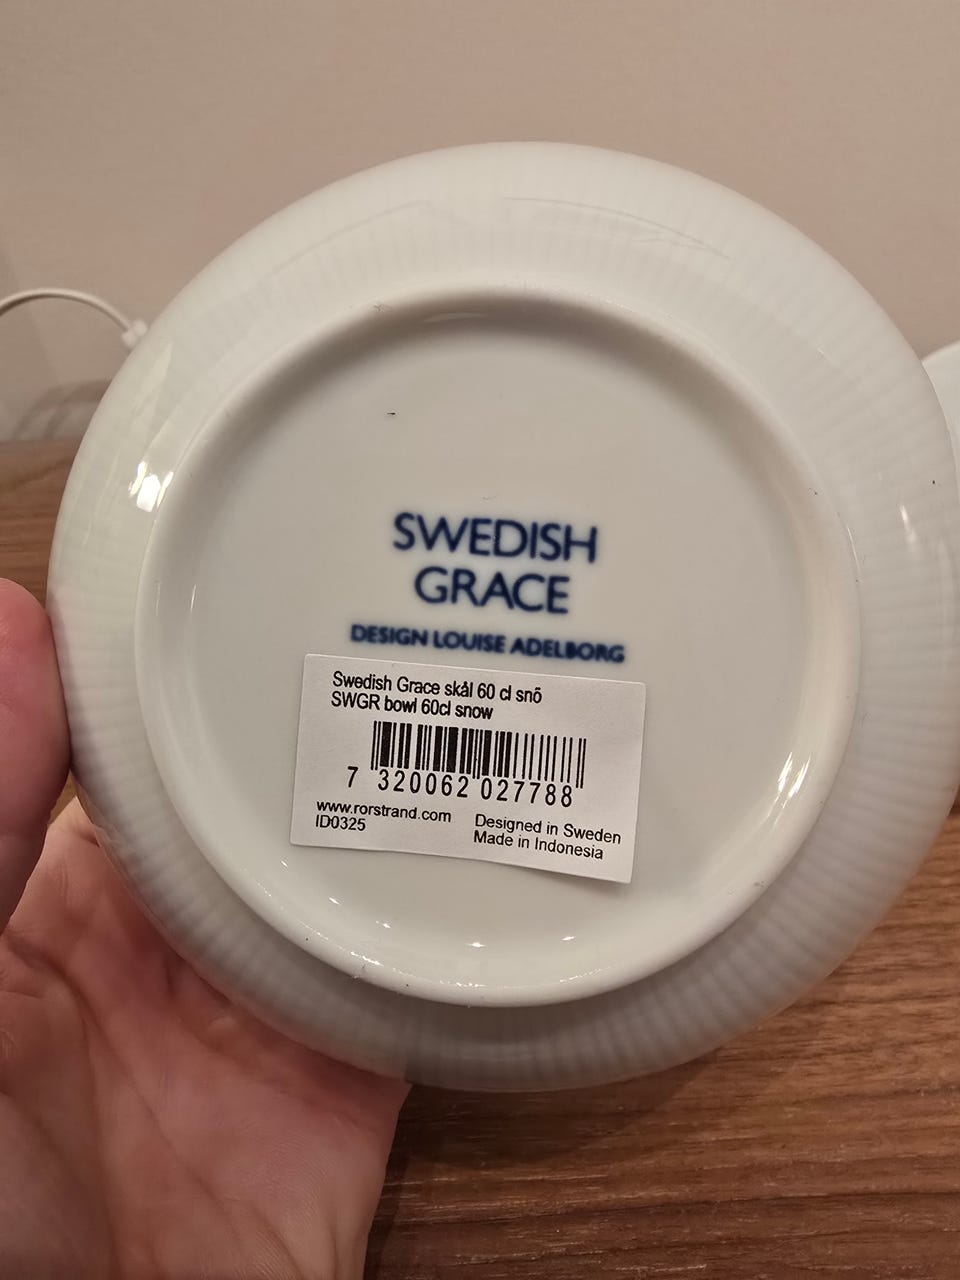 SWEDISH
GRACE
DESIGN LOUISE ADELBORG
Swedish Grace skål 60 cl snö
SWGR bowl 60cl snow
7 320062 027788
www.rorstrand.com
ID0325
Designed in Sweden
Made in Indonesia